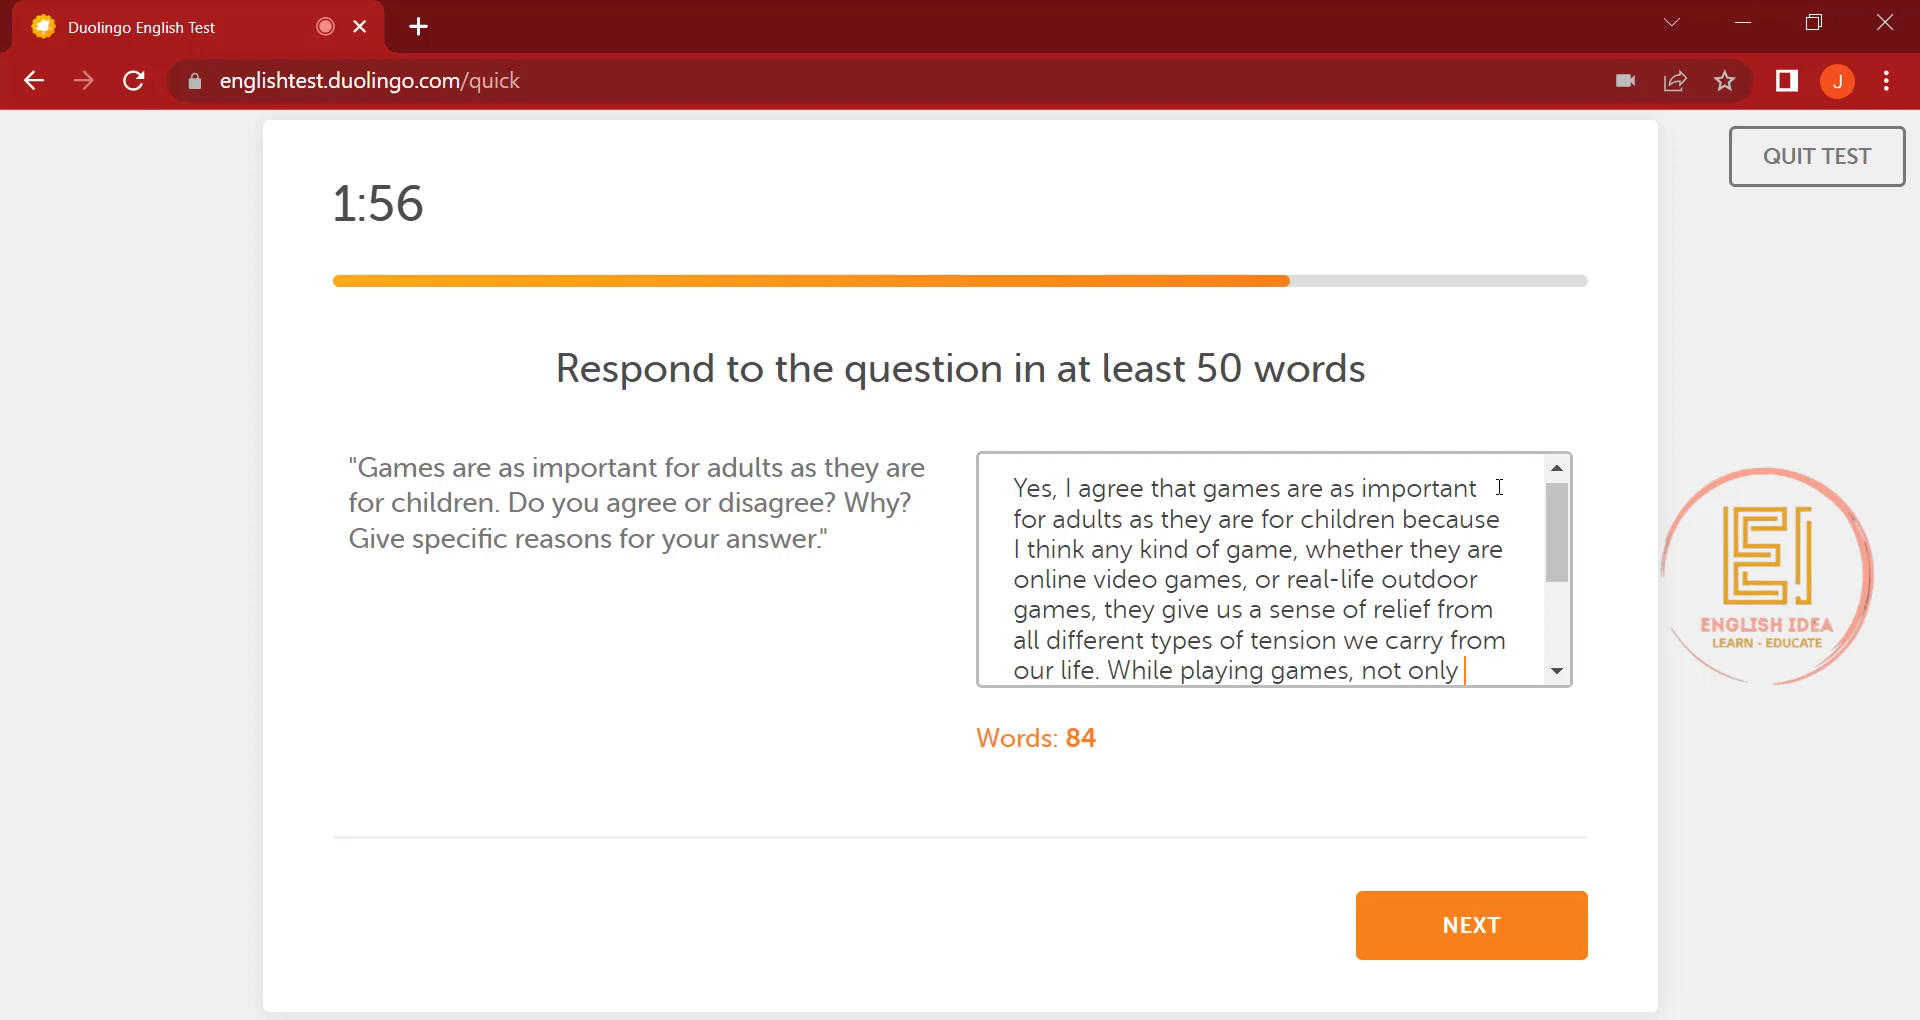 Duolingo English Test
englishtest.duolingo.com/quick
J
QUIT TEST
1:56
Respond to the question in at least 50 words
"Games are as important for adults as they are
for children. Do you agree or disagree? Why?
Give specific reasons for your answer."
Yes, I agree that games are as important
for adults as they are for children because
I think any kind of game, whether they are
online video games, or real-life outdoor
games, they give us a sense of relief from
all different types of tension we carry from
our life. While playing games, not only
Words: 84
EI
ENGLISH IDEA
LEARN - EDUCATE
NEXT